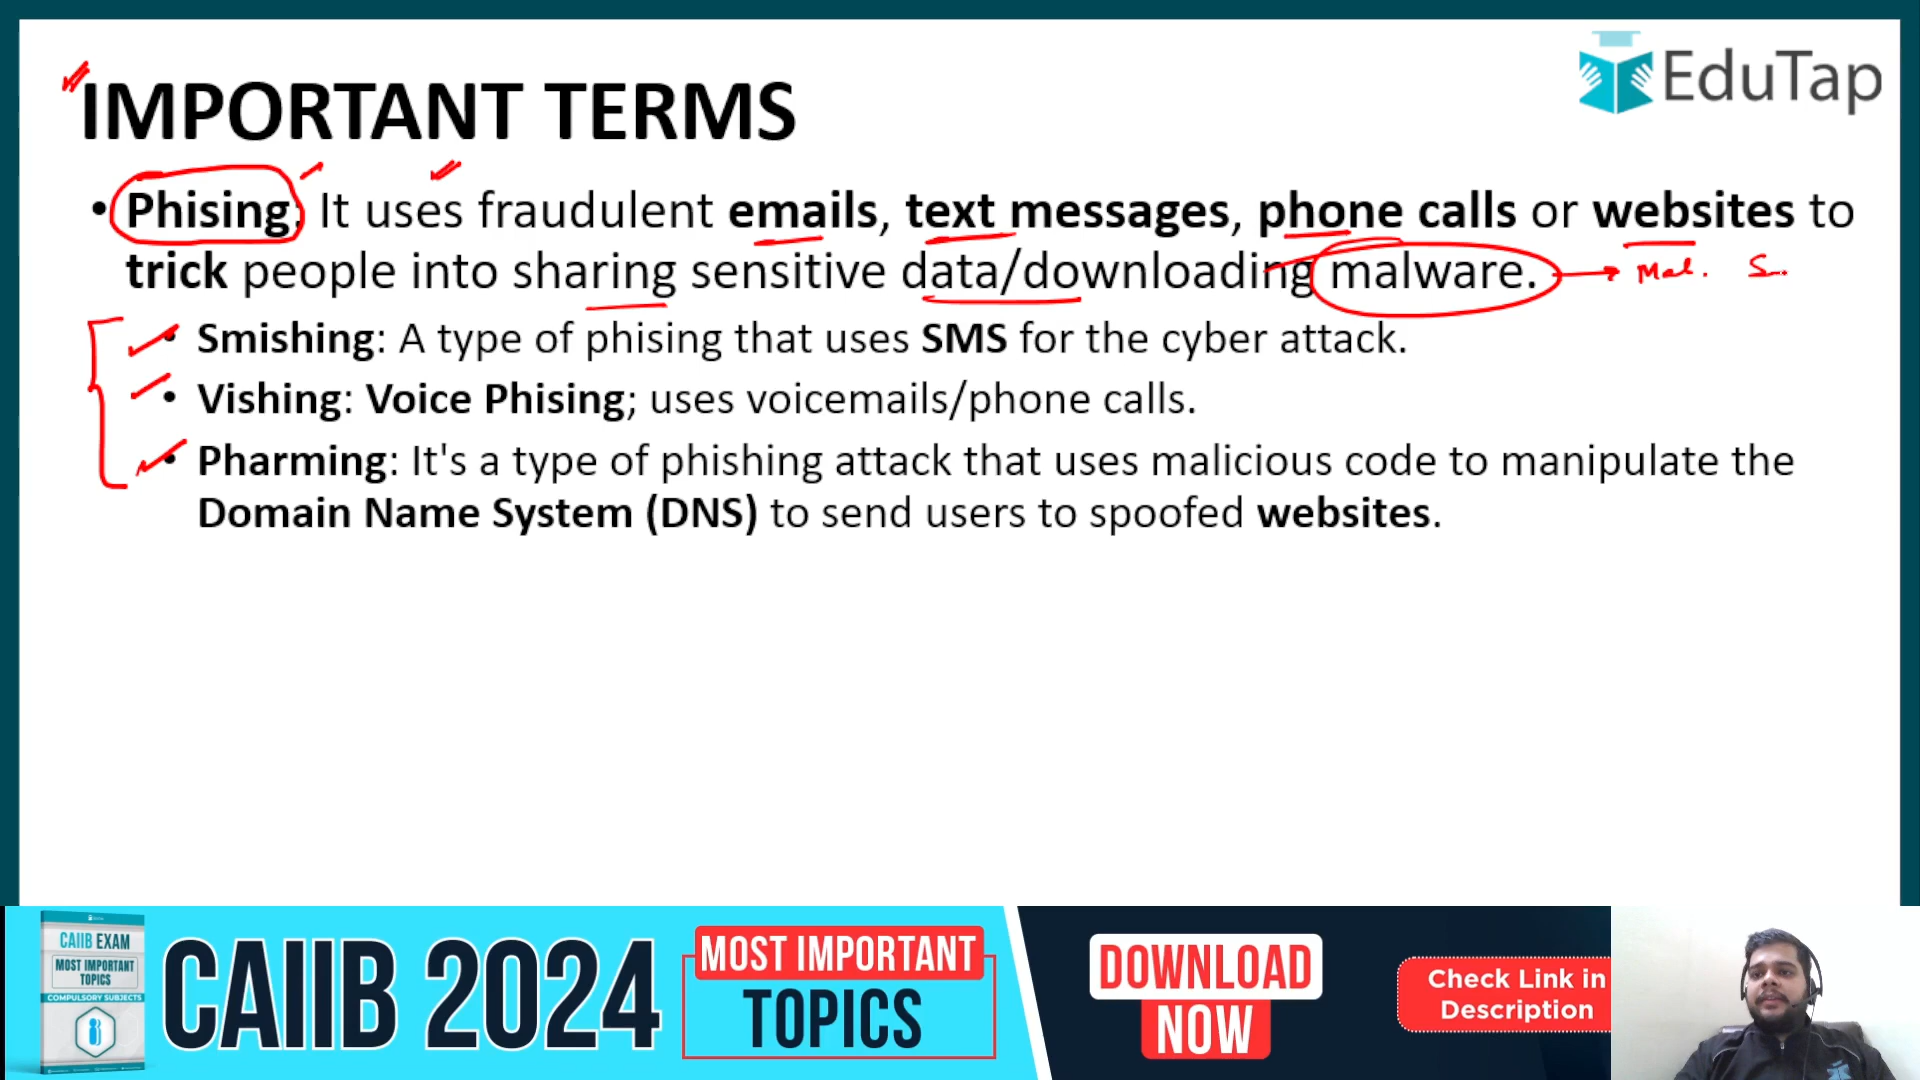 EduTap
IMPORTANT TERMS
• Phising: It uses fraudulent emails, text messages, phone calls or websites to
trick people into sharing sensitive data/downloading malware. Mal. S..
• Smishing: A type of phising that uses SMS for the cyber attack.
• Vishing: Voice Phising; uses voicemails/phone calls.
• Pharming: It's a type of phishing attack that uses malicious code to manipulate the
Domain Name System (DNS) to send users to spoofed websites.
CAIIB EXAM
MOST IMPORTANT
TOPICS
COMPULSORY SUBJECTS
CAIIB 2024
MOST IMPORTANT
TOPICS
DOWNLOAD
NOW
Check Link in
Description